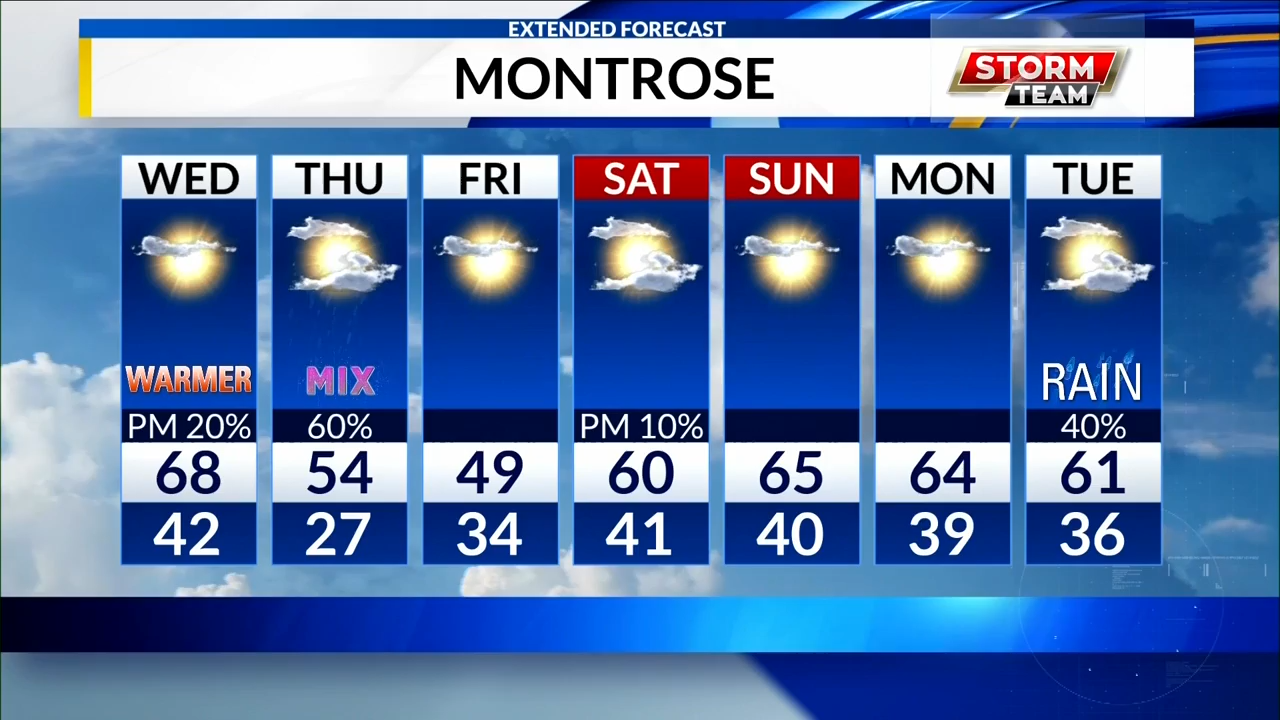 EXTENDED FORECAST
MONTROSE
STORM
TEAM
WED THU FRI SAT SUN MON TUE
WARMER MIX RAIN
PM 20% 60% PM 10% 40%
68 54 49 60 65 64 61
42 27 34 41 40 39 36